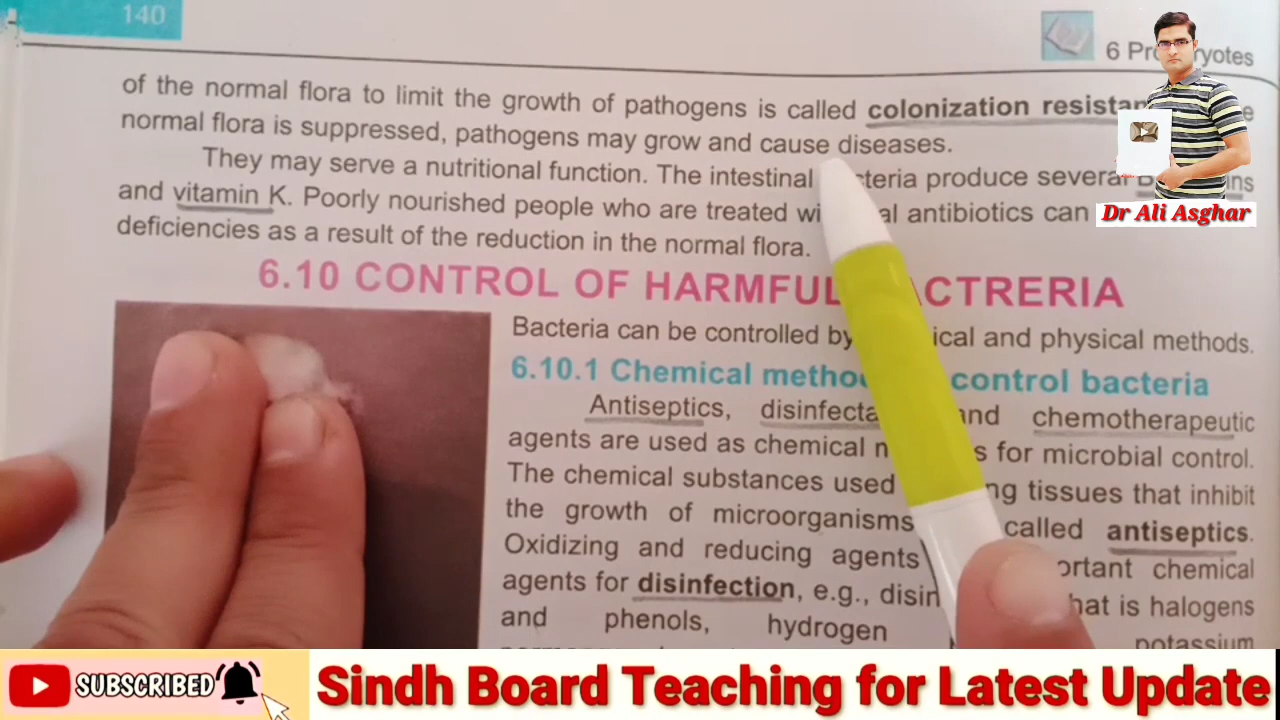 140
6 Pr yotes
of the normal flora to limit the growth of pathogens is called colonization resistan e
normal flora is suppressed, pathogens may grow and cause diseases.
They may serve a nutritional function. The intestinal cteria produce several B ins
and vitamin K. Poorly nourished people who are treated wi al antibiotics can
deficiencies as a result of the reduction in the normal flora.
6.10 CONTROL OF HARMFUL ACTRERIA
Bacteria can be controlled by ical and physical methods.
6.10.1 Chemical metho control bacteria
Antiseptics, disinfecta nd chemotherapeutic
agents are used as chemical m s for microbial control.
The chemical substances used ng tissues that inhibit
the growth of microorganisms called antiseptics.
Oxidizing and reducing agents ortant chemical
agents for disinfection, e.g., disin hat is halogens
and phenols, hydrogen potassium
Dr Ali Asghar
SUBSCRIBED
Sindh Board Teaching for Latest Update